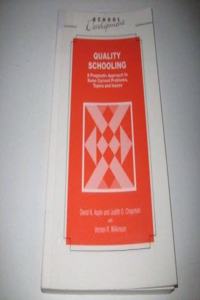 SCHOOL
Development
QUALITY
SCHOOLING
A Pragmatic Approach to
Some Current Problems,
Topics and Issues
David N. Aspin and Judith D. Chapman
with
Vernon R. Wilkinson